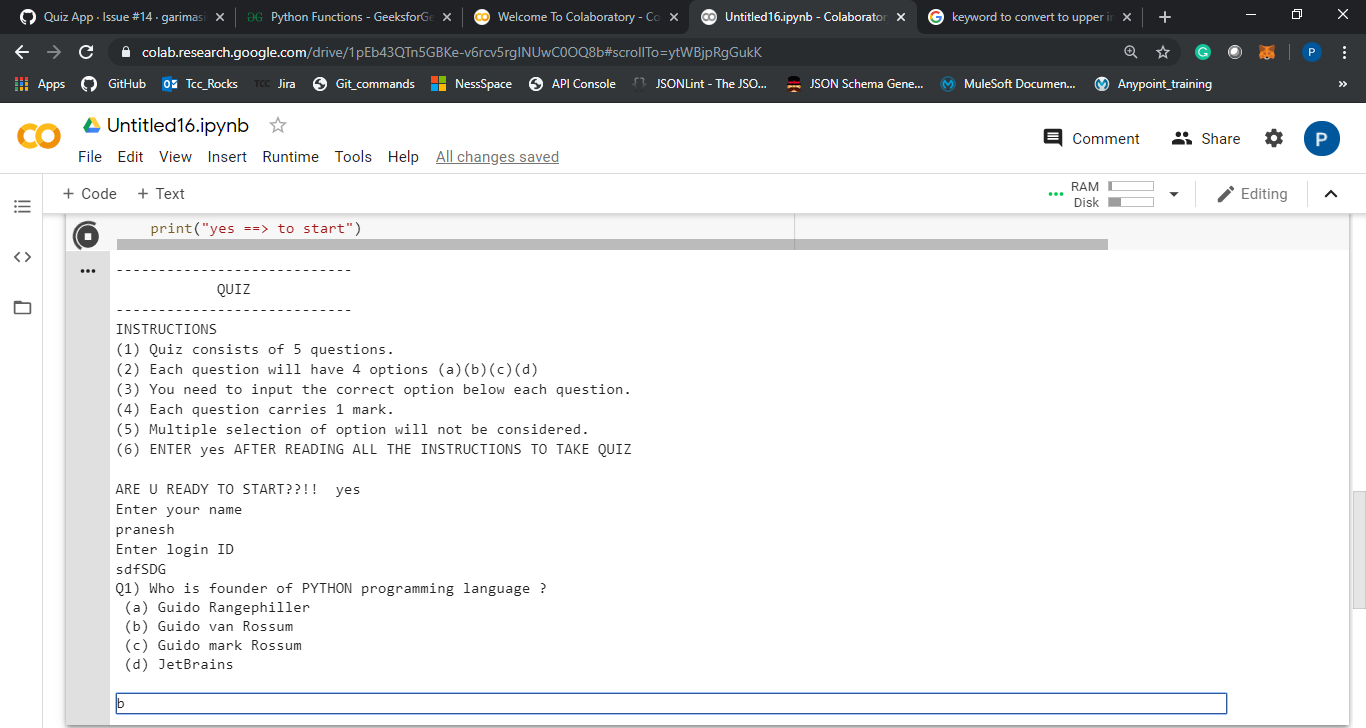 Quiz App · Issue #14 · garimasi
Python Functions - GeeksforGe
Welcome To Colaboratory - Co
Untitled16.ipynb - Colaborator
keyword to convert to upper in
colab.research.google.com/drive/1pEb43QTn5GBKe-v6rcv5rgINUwC0OQ8b#scrollTo=ytWBjpRgGukK
P
Apps
GitHub
Tcc_Rocks
TCC Jira
Git_commands
NessSpace
API Console
JSONLint - The JSO...
JSON Schema Gene...
MuleSoft Documen...
Anypoint_training
»
Untitled16.ipynb
Comment
Share
P
File Edit View Insert Runtime Tools Help All changes saved
+ Code + Text
RAM
Disk
Editing
print("yes ==> to start")
----------------------------
QUIZ
----------------------------
INSTRUCTIONS
(1) Quiz consists of 5 questions.
(2) Each question will have 4 options (a)(b)(c)(d)
(3) You need to input the correct option below each question.
(4) Each question carries 1 mark.
(5) Multiple selection of option will not be considered.
(6) ENTER yes AFTER READING ALL THE INSTRUCTIONS TO TAKE QUIZ
ARE U READY TO START??!!  yes
Enter your name
pranesh
Enter login ID
sdfSDG
Q1) Who is founder of PYTHON programming language ?
(a) Guido Rangephiller
(b) Guido van Rossum
(c) Guido mark Rossum
(d) JetBrains
b